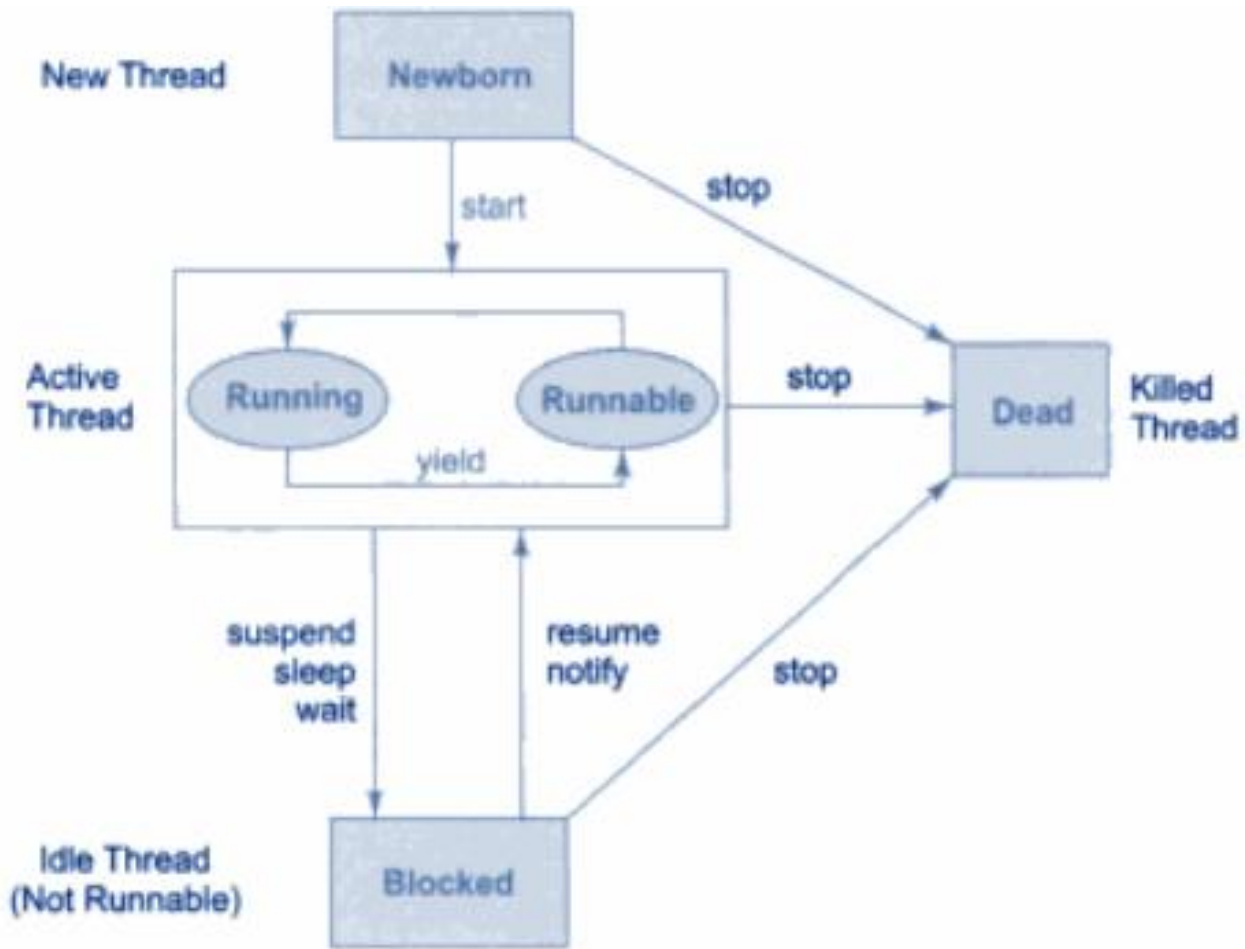 New Thread
Newborn
stop
start
Active
Thread
Running
Runnable
yield
stop
Dead
Killed
Thread
suspend
sleep
wait
resume
notify
stop
Idle Thread
(Not Runnable)
Blocked